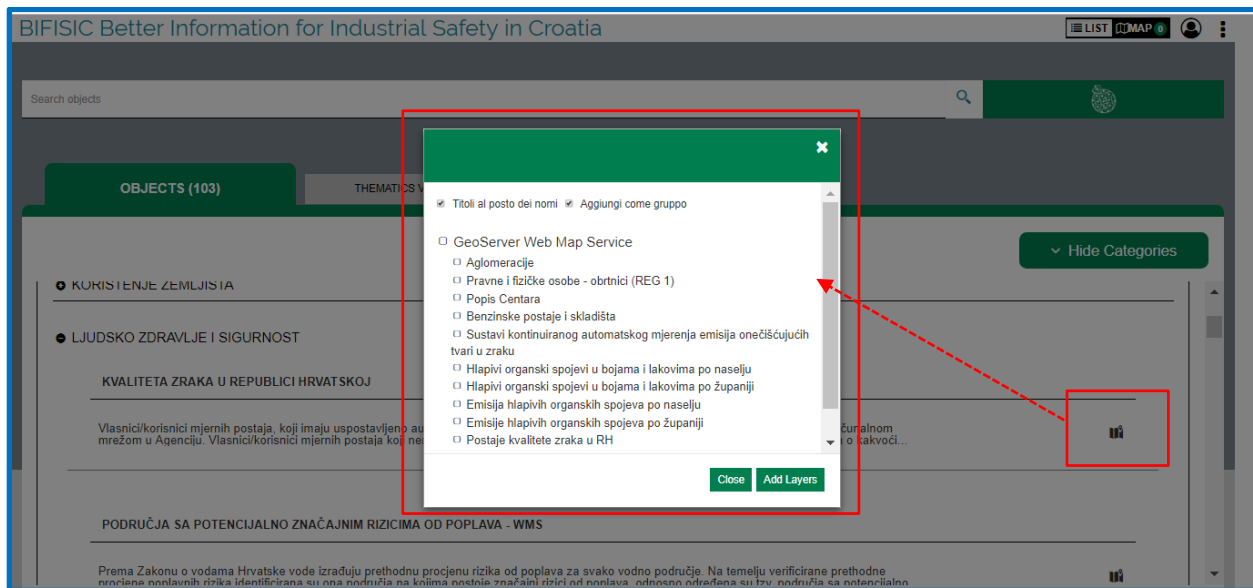 BIFISIC Better Information for Industrial Safety in Croatia
LIST MAP 0
Search objects
OBJECTS (103)
THEMATICS V
Hide Categories
KORIŠTENJE ZEMLJIŠTA
LJUDSKO ZDRAVLJE I SIGURNOST
KVALITETA ZRAKA U REPUBLICI HRVATSKOJ
Vlasnici/korisnici mjernih postaja, koji imaju uspostavljeno au
čunalnom
mrežom u Agenciju. Vlasnici/korisnici mjernih postaja koji ne
o kakvoći...
PODRUČJA SA POTENCIJALNO ZNAČAJNIM RIZICIMA OD POPLAVA - WMS
Prema Zakonu o vodama Hrvatske vode izrađuju prethodnu procjenu rizika od poplava za svako vodno područje. Na temelju verificirane prethodne
procjene poplavnih rizika identificirana su ona područja na kojima postoje značajni rizici od poplava, odnosno određena su tzv. područja sa potencijalno
Titoli al posto dei nomi Aggiungi come gruppo
GeoServer Web Map Service
Aglomeracije
Pravne i fizičke osobe - obrtnici (REG 1)
Popis Centara
Benzinske postaje i skladišta
Sustavi kontinuiranog automatskog mjerenja emisija onečišćujućih
tvari u zraku
Hlapivi organski spojevi u bojama i lakovima po naselju
Hlapivi organski spojevi u bojama i lakovima po županiji
Emisija hlapivih organskih spojeva po naselju
Emisije hlapivih organskih spojeva po županiji
Postaje kvalitete zraka u RH
Close Add Layers